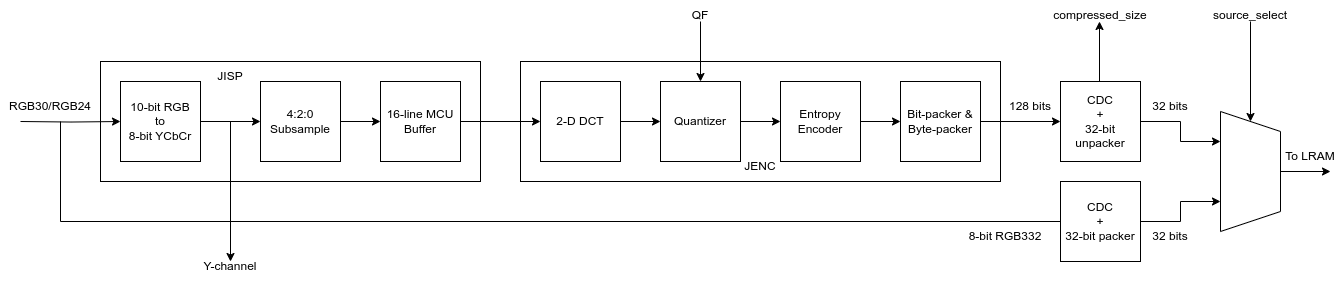 QF
compressed_size
source_select
JISP
RGB30/RGB24
10-bit RGB
to
8-bit YCbCr
4:2:0
Subsample
16-line MCU
Buffer
2-D DCT
Quantizer
Entropy
Encoder
Bit-packer &
Byte-packer
JENC
128 bits
CDC
+
32-bit
unpacker
32 bits
To LRAM
CDC
+
32-bit packer
8-bit RGB332
32 bits
Y-channel